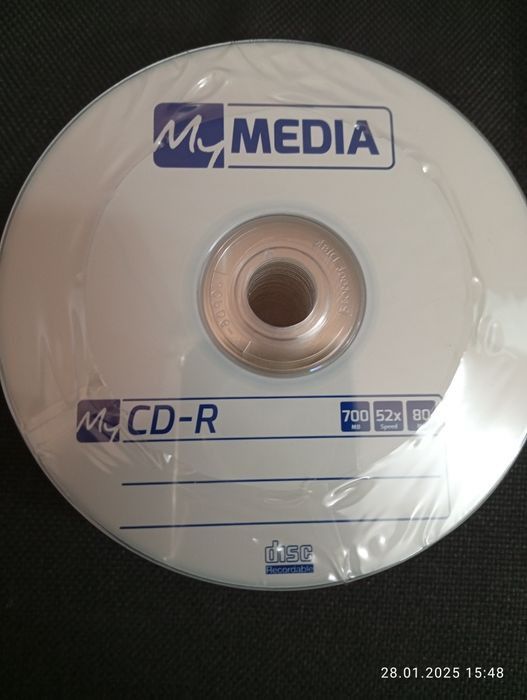 My MEDIA
My CD-R
700 52x 80
MB Speed
disc
Recordable
28.01.2025 15:48